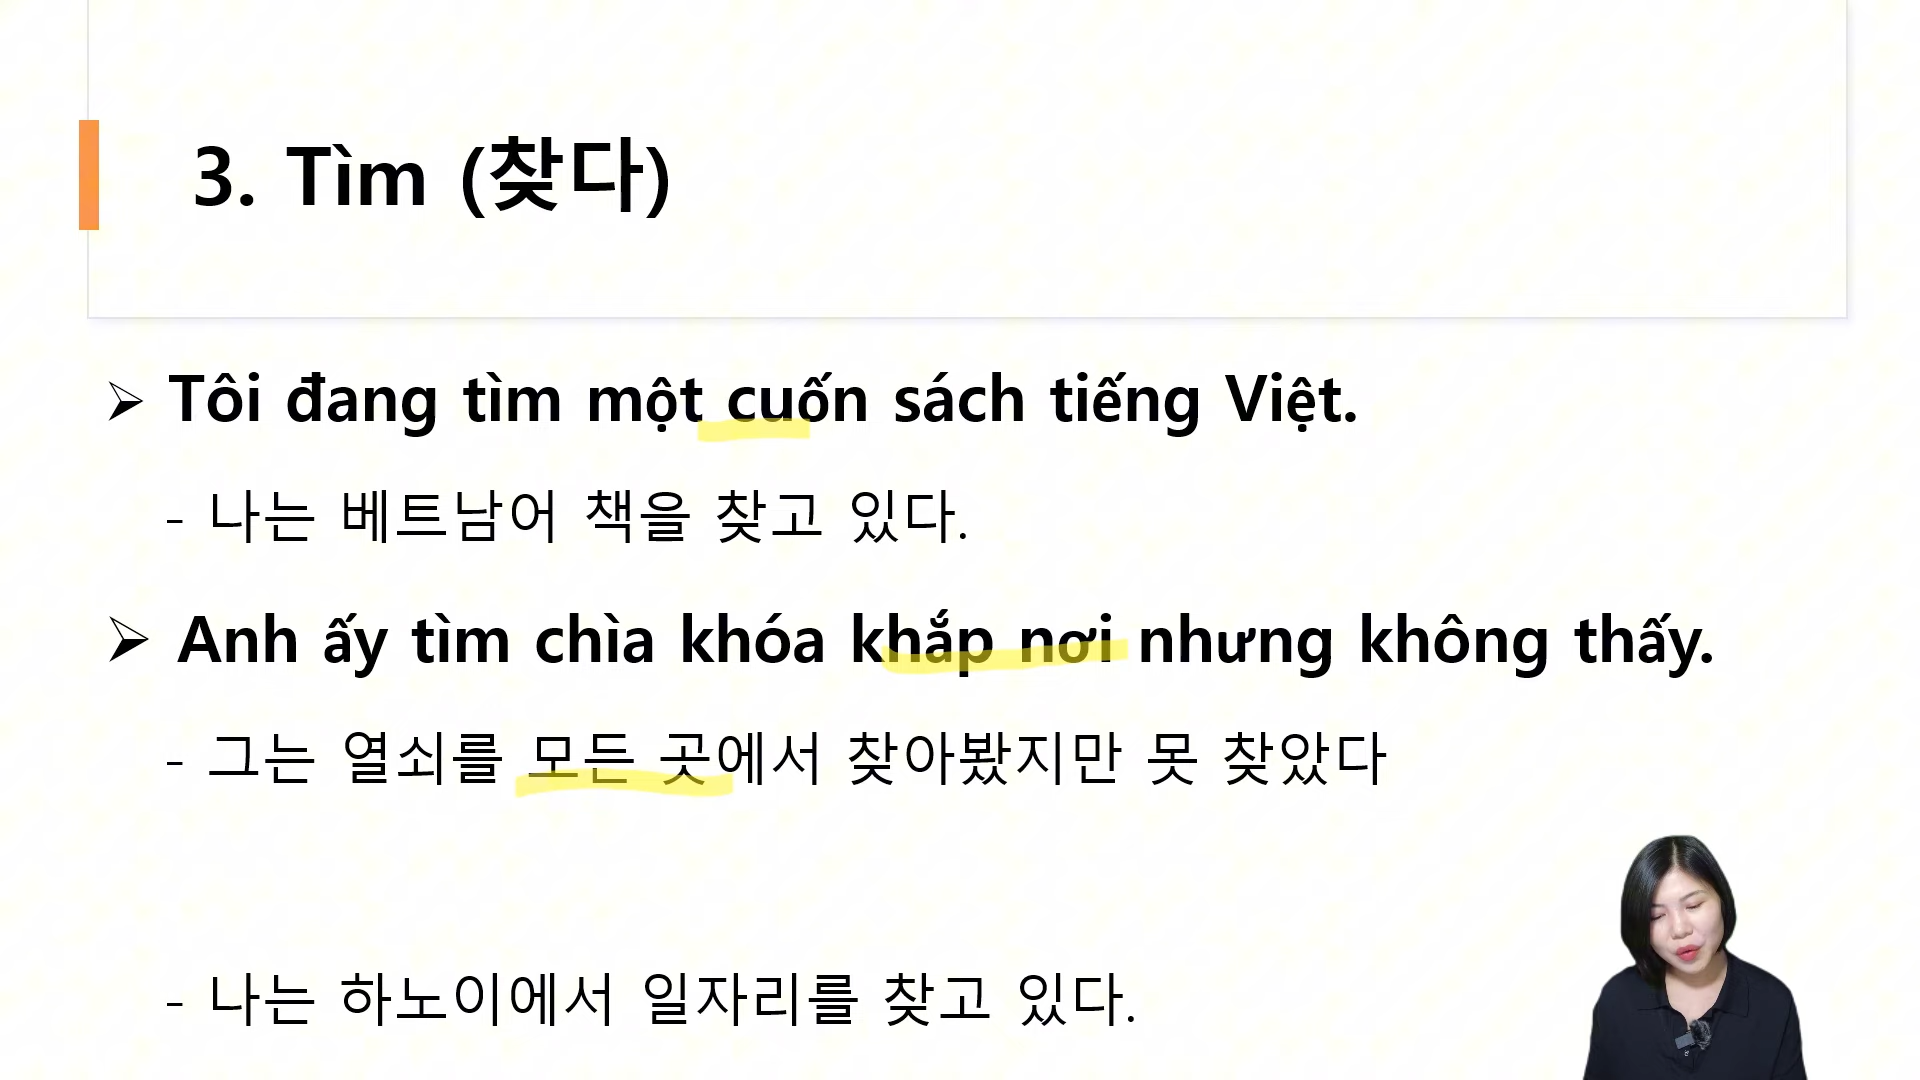 3. Tìm (찾다)
➢ Tôi đang tìm một cuốn sách tiếng Việt.
- 나는 베트남어 책을 찾고 있다.
➢ Anh ấy tìm chìa khóa khắp nơi nhưng không thấy.
- 그는 열쇠를 모든 곳에서 찾아봤지만 못 찾았다
- 나는 하노이에서 일자리를 찾고 있다.